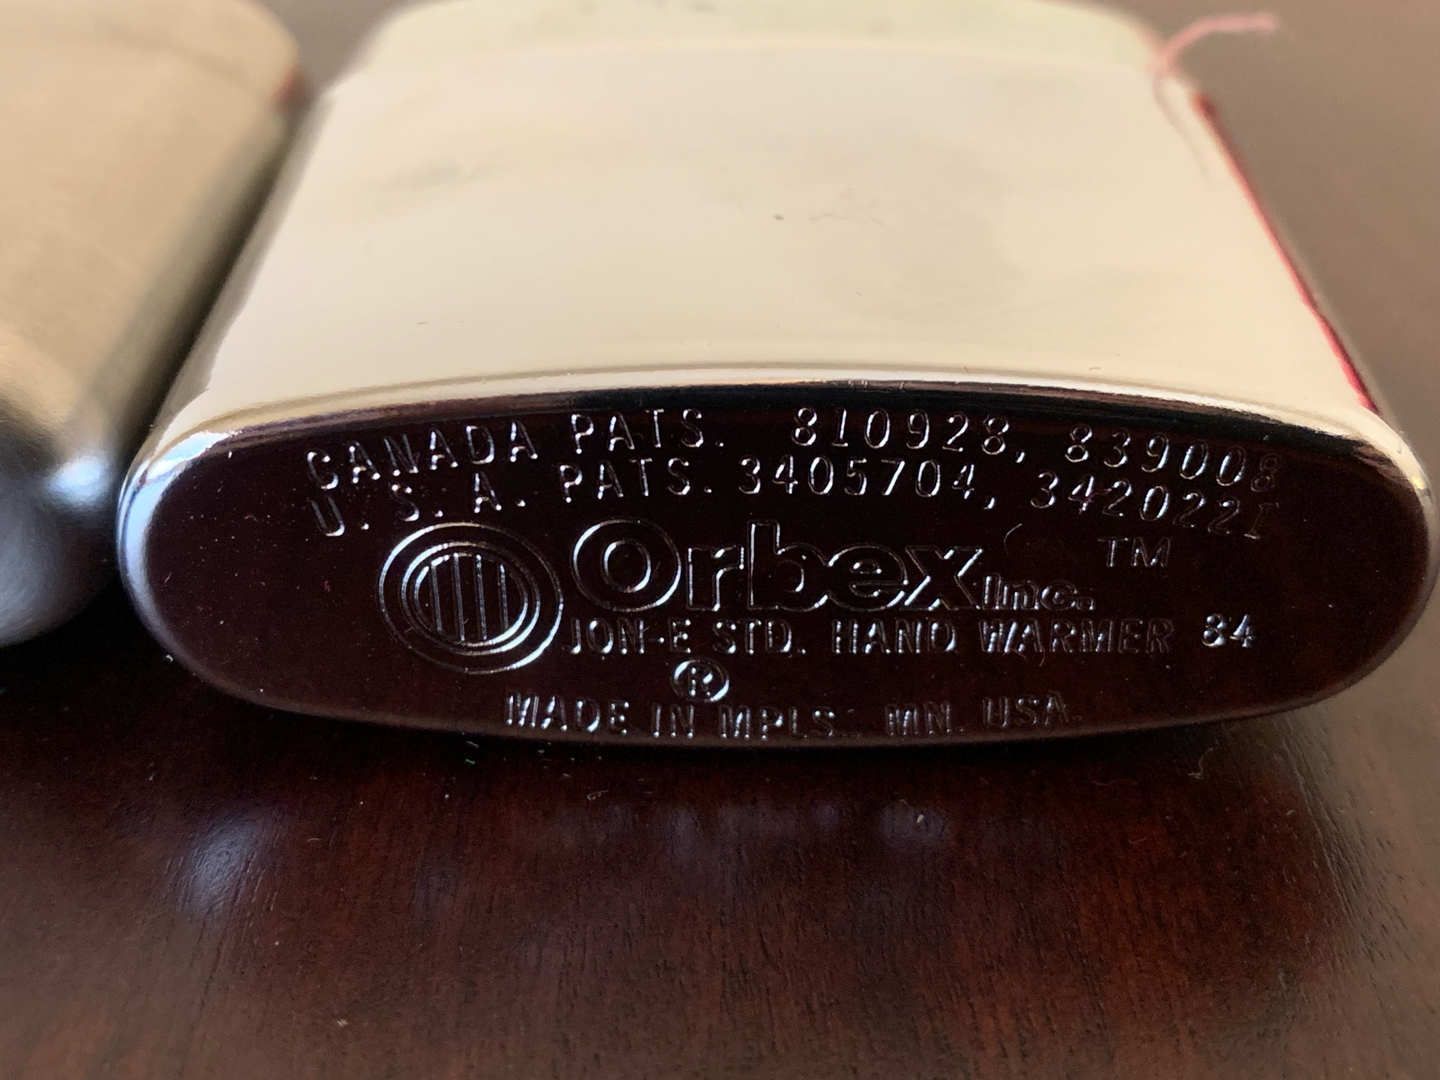 CANADA PATS. 810928, 839008
U.S.A. PATS. 3405704, 3420221
Orbex Inc. TM
JON-E STD. HAND WARMER 84
®
MADE IN MPLS., MN. USA.